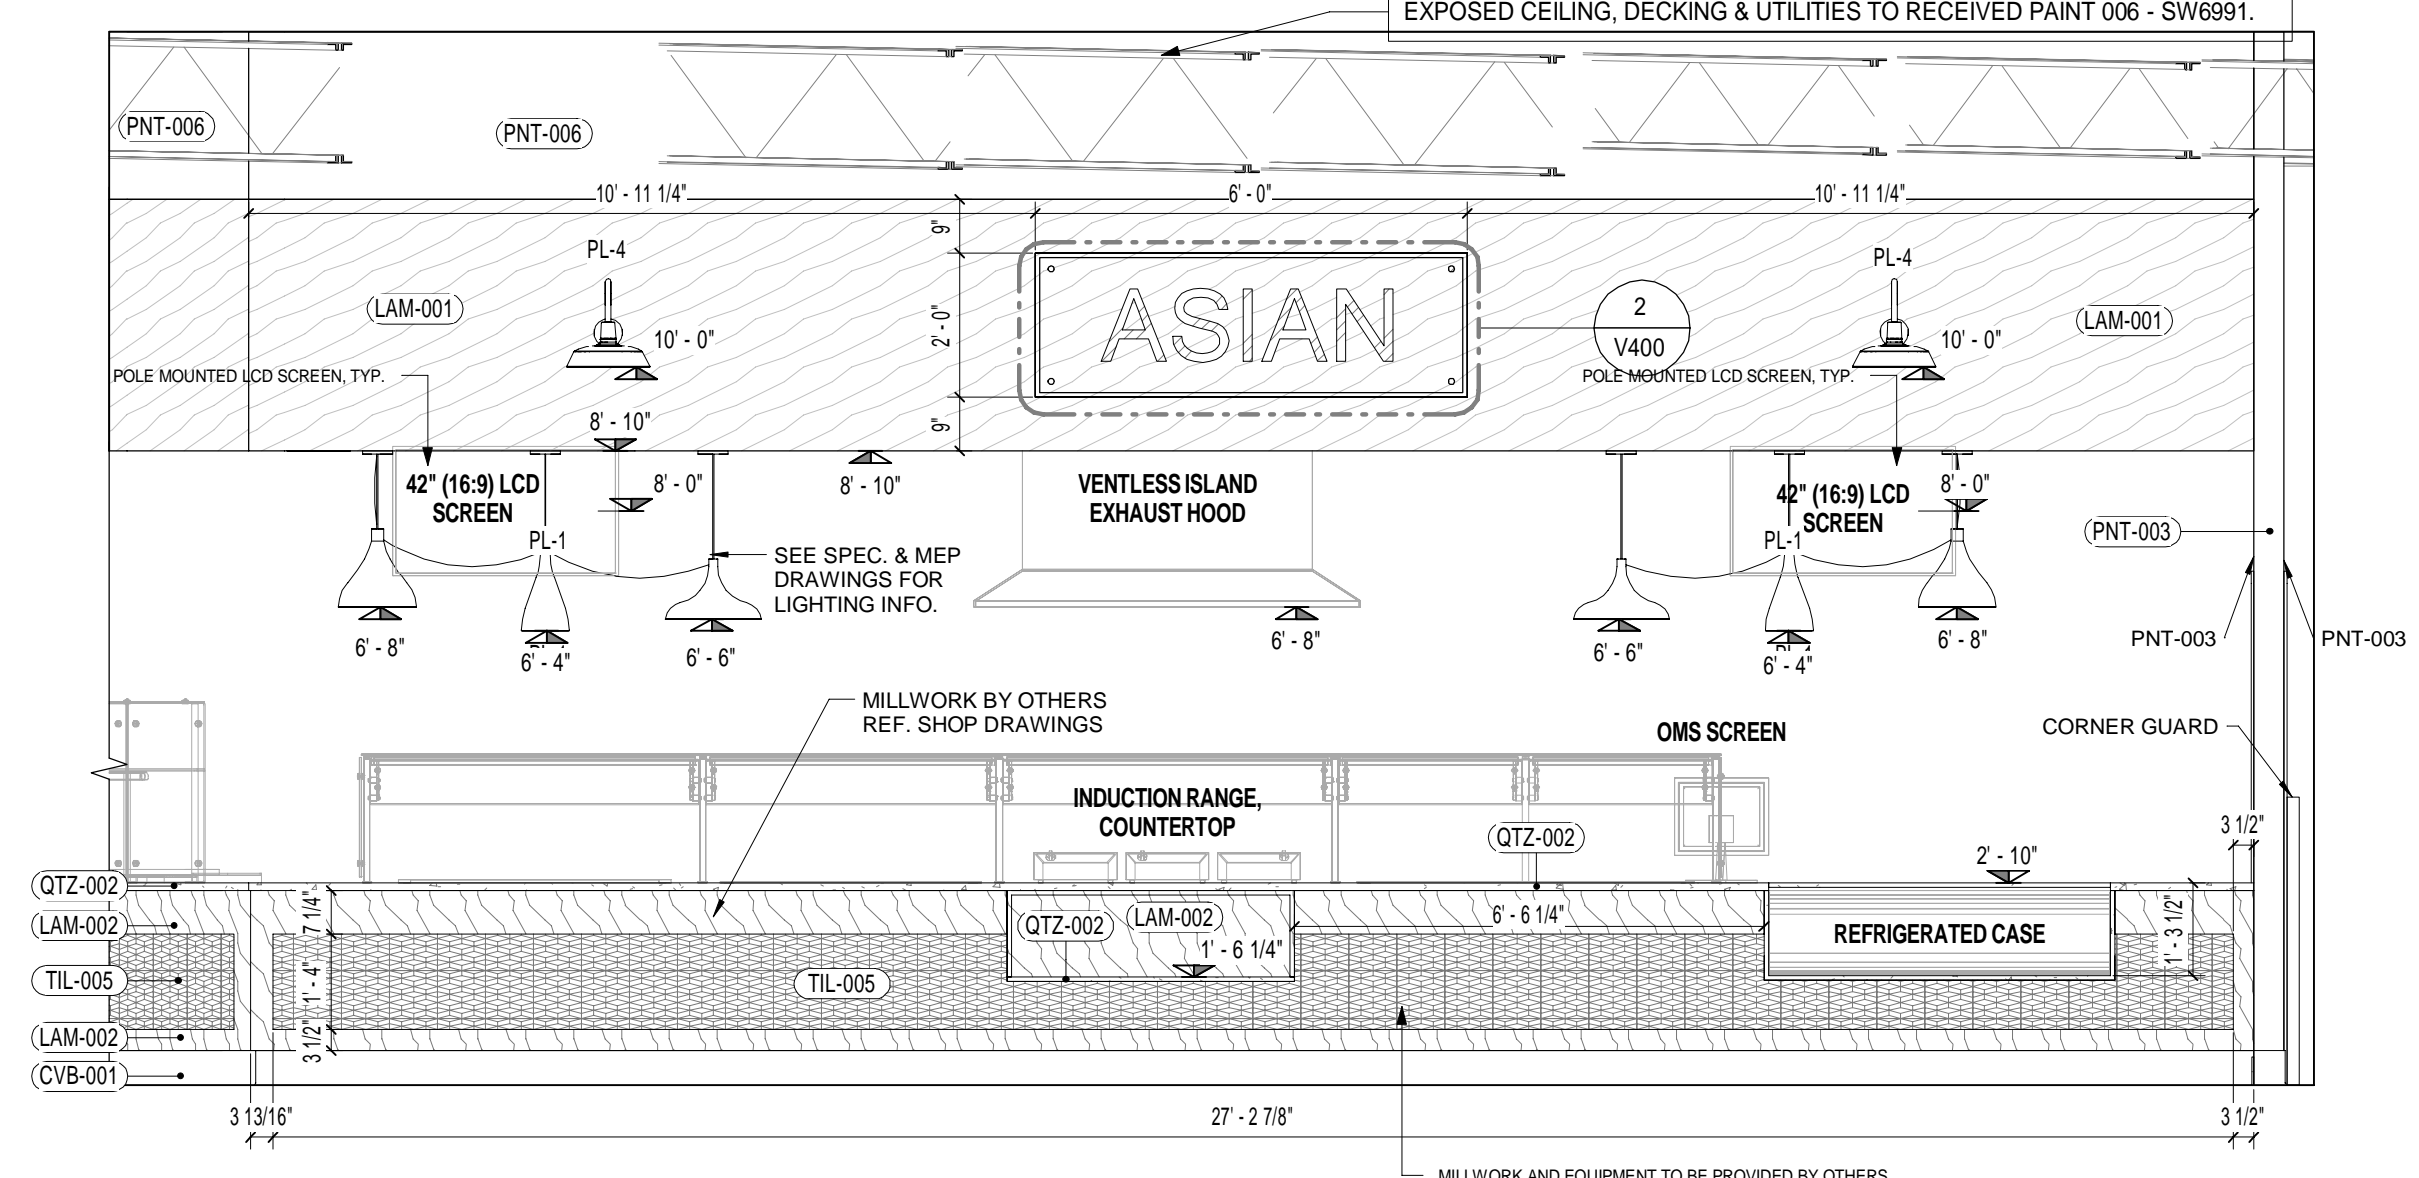 EXPOSED CEILING, DECKING & UTILITIES TO RECEIVED PAINT 006 - SW6991.
PNT-006
PNT-006
10' - 11 1/4"
6' - 0"
10' - 11 1/4"
9"
2' - 0"
9"
PL-4
PL-4
LAM-001
ASIAN
2
V400
LAM-001
10' - 0"
10' - 0"
POLE MOUNTED LCD SCREEN, TYP.
POLE MOUNTED LCD SCREEN, TYP.
8' - 10"
42" (16:9) LCD
SCREEN
8' - 0"
8' - 10"
VENTLESS ISLAND
EXHAUST HOOD
42" (16:9) LCD
SCREEN
8' - 0"
PL-1
PL-1
PNT-003
SEE SPEC. & MEP
DRAWINGS FOR
LIGHTING INFO.
6' - 8"
6' - 4"
6' - 6"
6' - 8"
6' - 6"
6' - 4"
6' - 8"
PNT-003
PNT-003
MILLWORK BY OTHERS
REF. SHOP DRAWINGS
OMS SCREEN
CORNER GUARD
INDUCTION RANGE,
COUNTERTOP
QTZ-002
3 1/2"
2' - 10"
QTZ-002
LAM-002
TIL-005
LAM-002
CVB-001
7 1/4"
1' - 4"
3 1/2"
QTZ-002
LAM-002
1' - 6 1/4"
6' - 6 1/4"
REFRIGERATED CASE
1' - 3 1/2"
TIL-005
3 13/16"
27' - 2 7/8"
3 1/2"
MILLWORK AND EQUIPMENT TO BE PROVIDED BY OTHERS